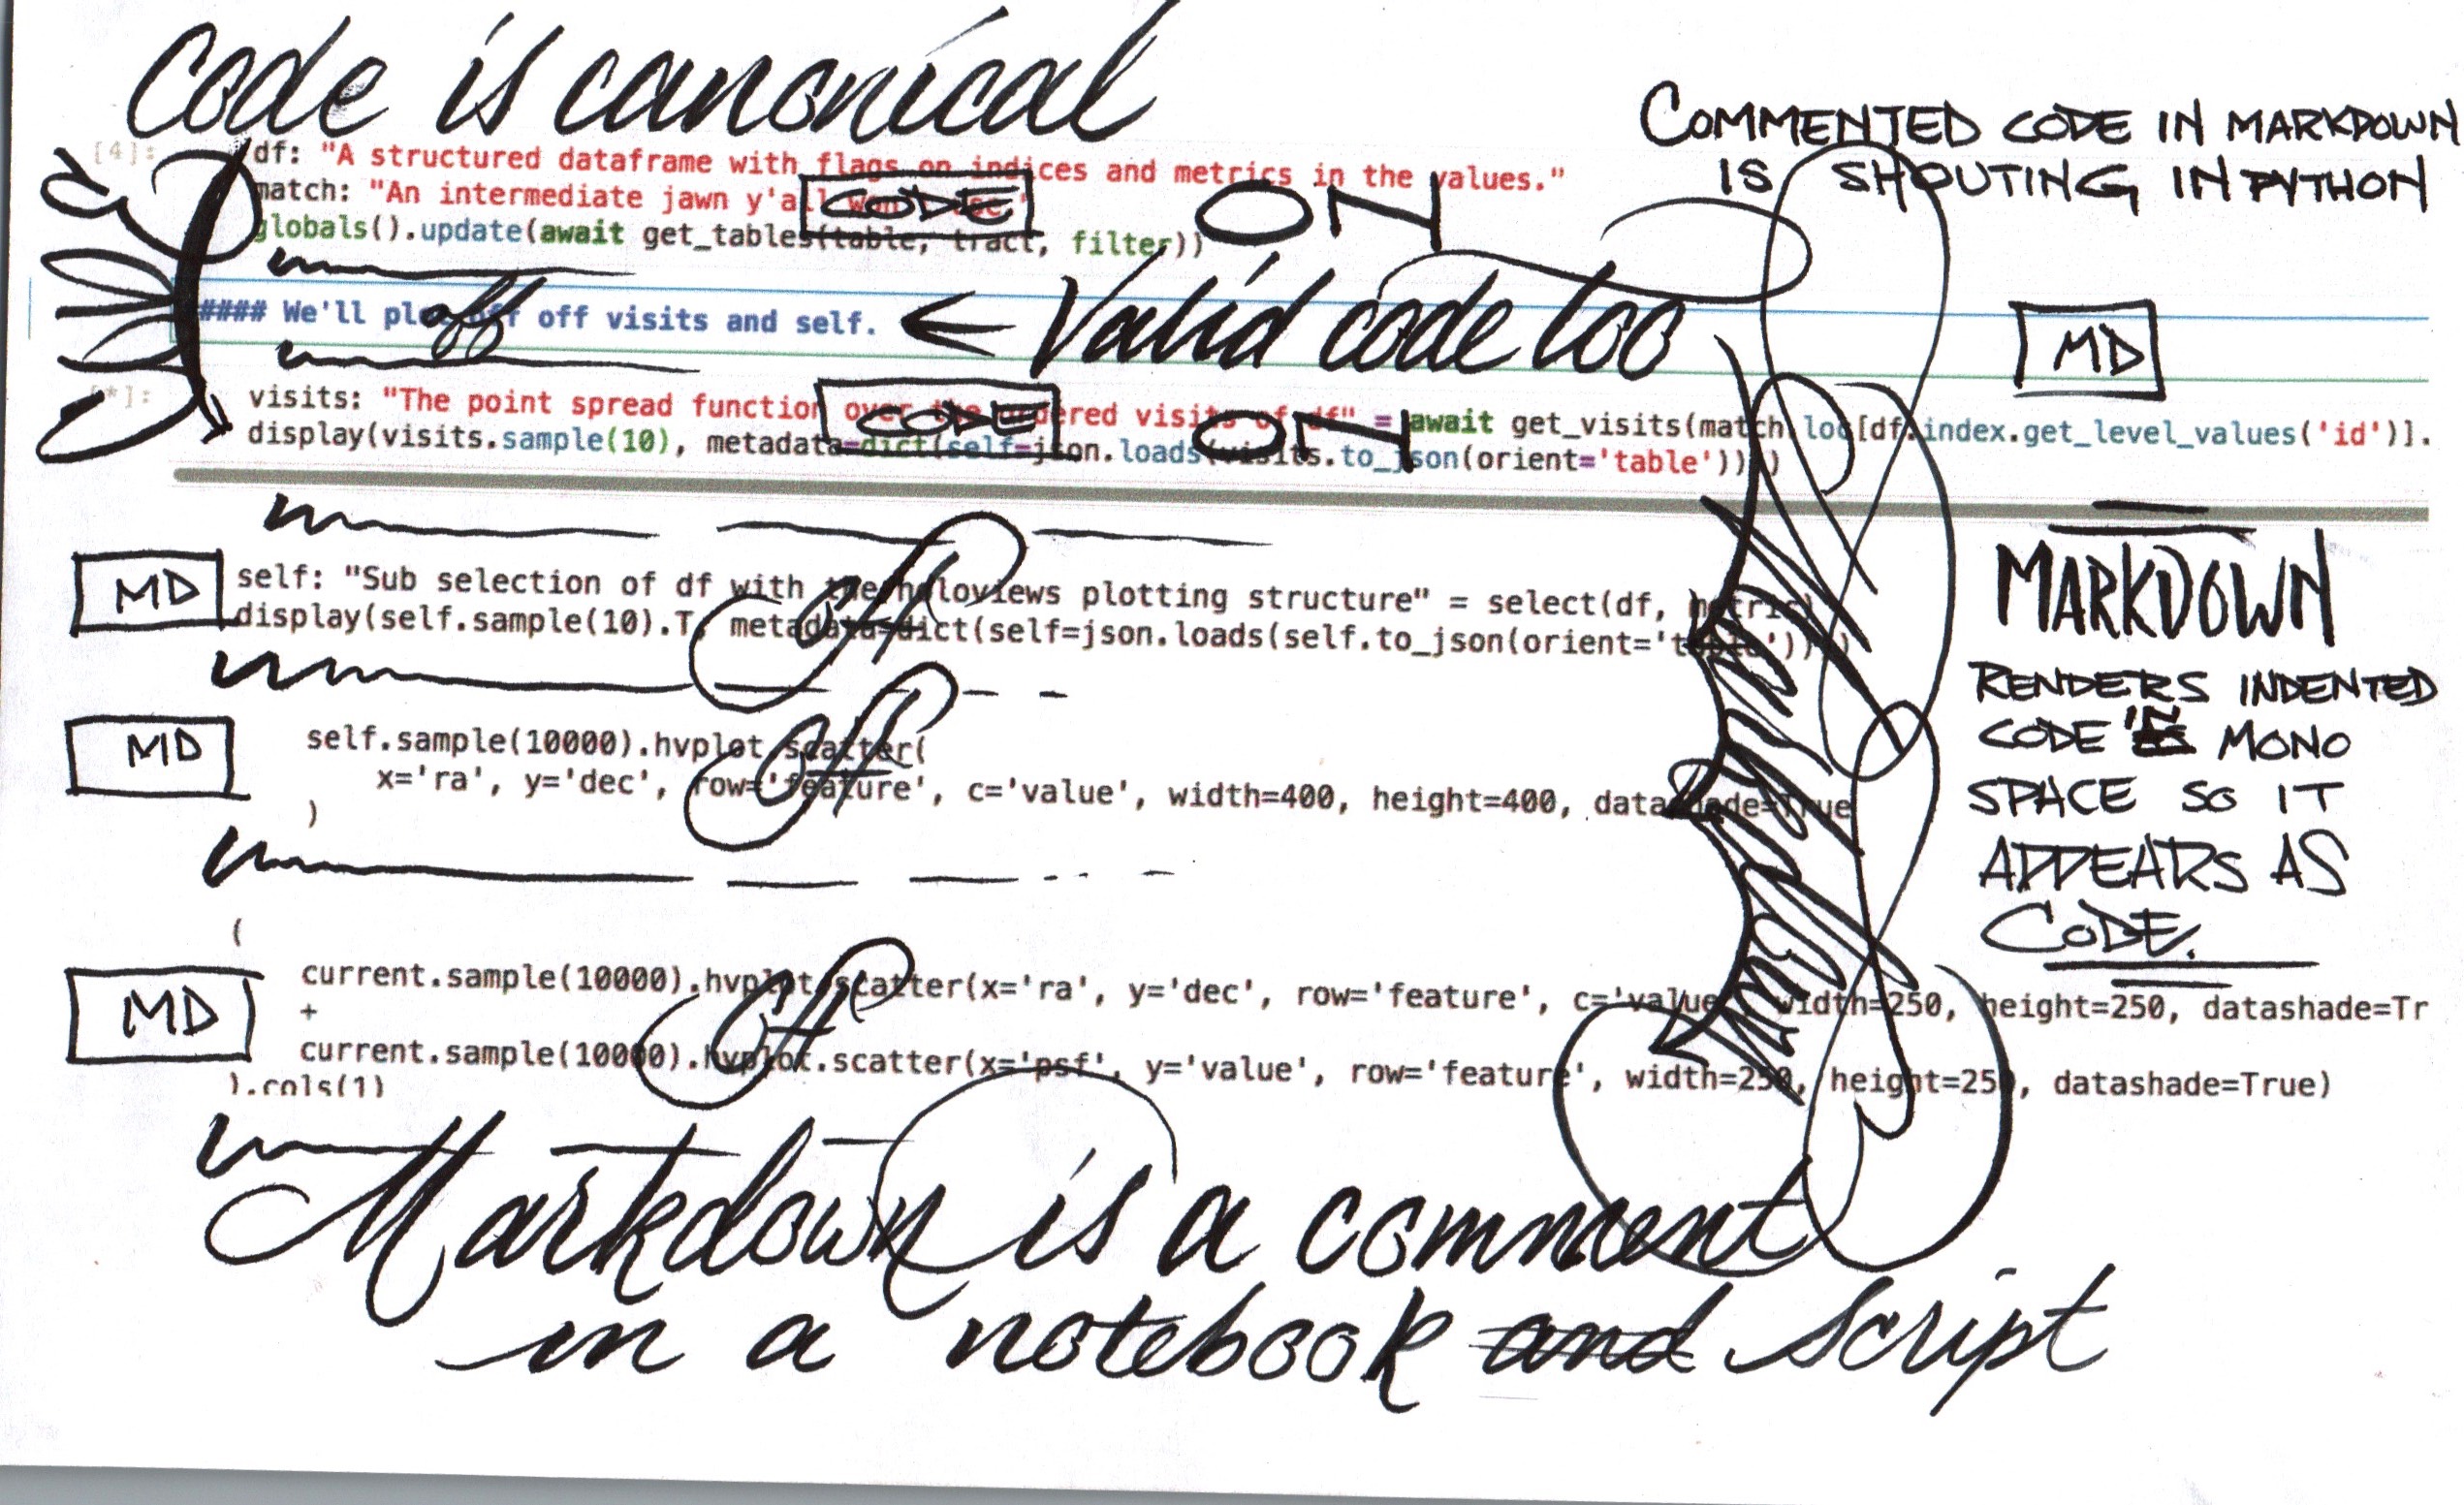 Code is canonical
COMMENTED CODE IN MARKDOWN
IS SHOUTING IN PYTHON
[4]:
df: "A structured dataframe with flags on indices and metrics in the values."
match: "An intermediate jawn y'all won't use."
CODE
ON
globals().update(await get_tables(table, tract, filter))
#### We'll plot off off visits and self.
off
← Valid code too
MD
[*]:
visits: "The point spread function over the ordered visits of df" = await get_visits(match.loc[df.index.get_level_values('id')].
CODE
ON
display(visits.sample(10), metadata=dict(self=json.loads(visits.to_json(orient='table'))))
MD
self: "Sub selection of df with the holoviews plotting structure" = select(df, metric)
display(self.sample(10).T, metadata=dict(self=json.loads(self.to_json(orient='table'))))
off
MD
self.sample(10000).hvplot.scatter(
x='ra', y='dec', row='feature', c='value', width=400, height=400, datashade=True
)
off
MARKDOWN
RENDERS INDENTED
CODE MONO
SPACE SO IT
APPEARS AS
CODE.
MD
(
current.sample(10000).hvplot.scatter(x='ra', y='dec', row='feature', c='value', width=250, height=250, datashade=Tr
+
current.sample(10000).hvplot.scatter(x='psf', y='value', row='feature', width=250, height=250, datashade=True)
).cols(1)
off
Markdown is a comment
in a notebook and script